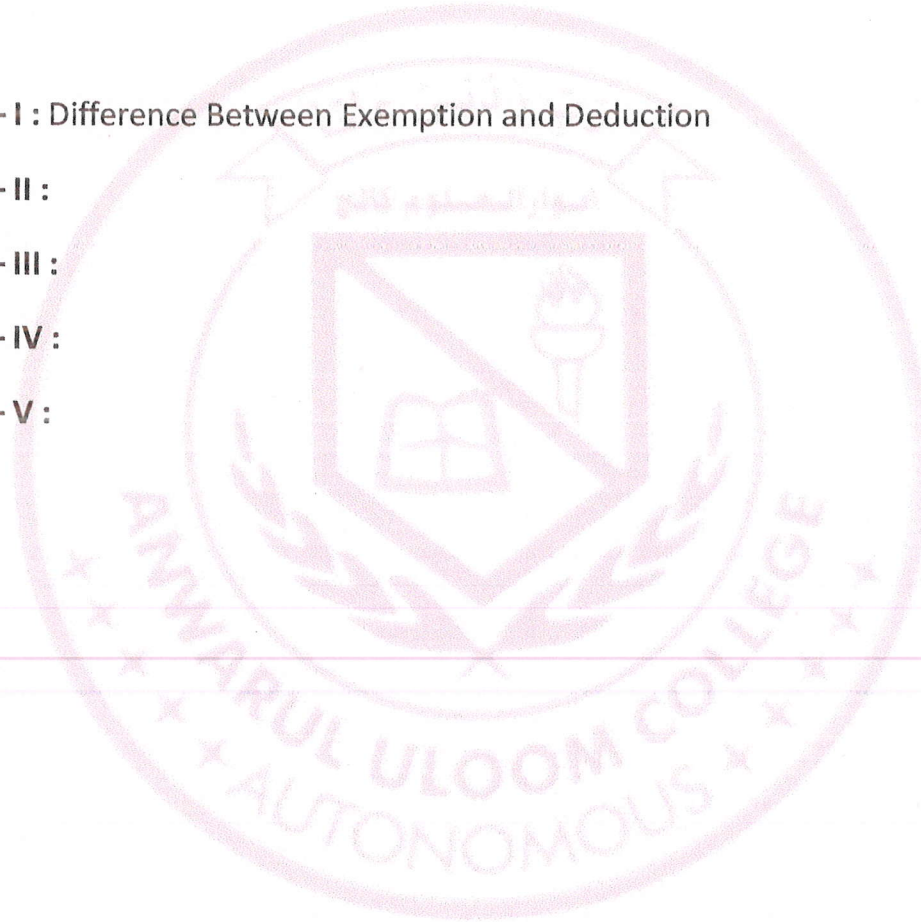 - I : Difference Between Exemption and Deduction
- II :
- III :
- IV :
- V :
ANWARUL ULOOM COLLEGE
AUTONOMOUS